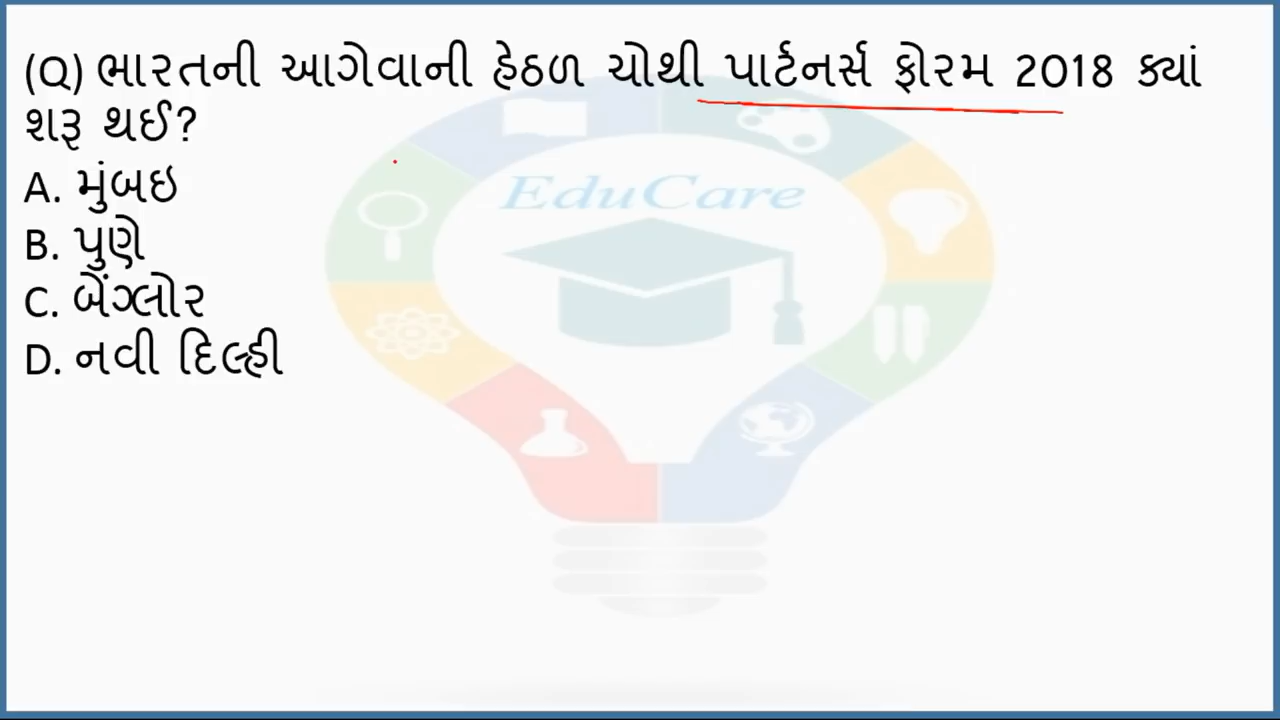 (Q) ભારતની આગેવાની હેઠળ ચોથી પાર્ટનર્સ ફોરમ 2018 ક્યાં
શરૂ થઈ?
A. મુંબઇ
B. પુણે
C. બેંગ્લોર
D. નવી દિલ્હી
EduCare